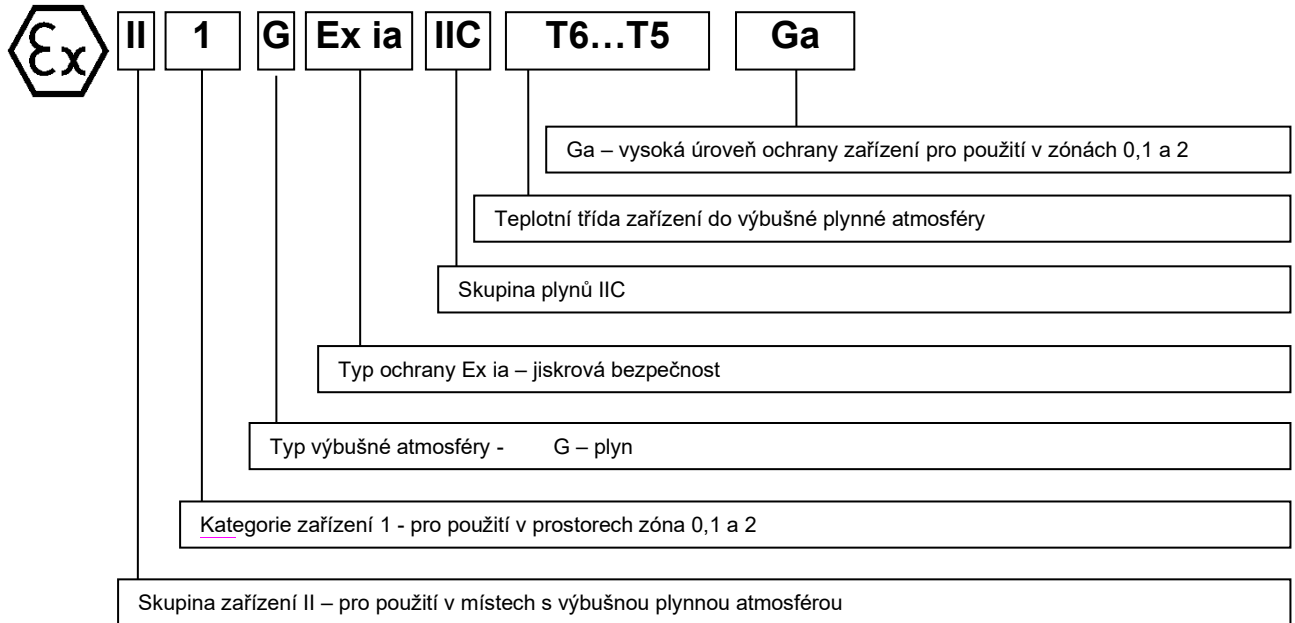 Ex II 1 G Ex ia IIC T6…T5 Ga
Ga – vysoká úroveň ochrany zařízení pro použití v zónách 0,1 a 2
Teplotní třída zařízení do výbušné plynné atmosféry
Skupina plynů IIC
Typ ochrany Ex ia – jiskrová bezpečnost
Typ výbušné atmosféry - G – plyn
Kategorie zařízení 1 - pro použití v prostorech zóna 0,1 a 2
Skupina zařízení II – pro použití v místech s výbušnou plynnou atmosférou